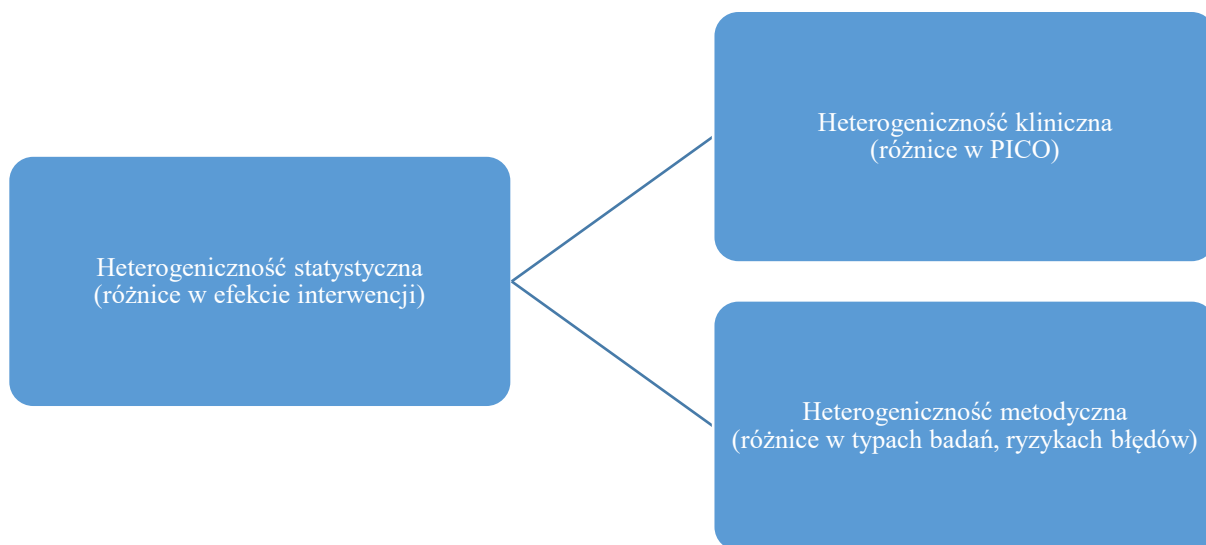 Heterogeniczność statystyczna
(różnice w efekcie interwencji)
Heterogeniczność kliniczna
(różnice w PICO)
Heterogeniczność metodyczna
(różnice w typach badań, ryzykach błędów)